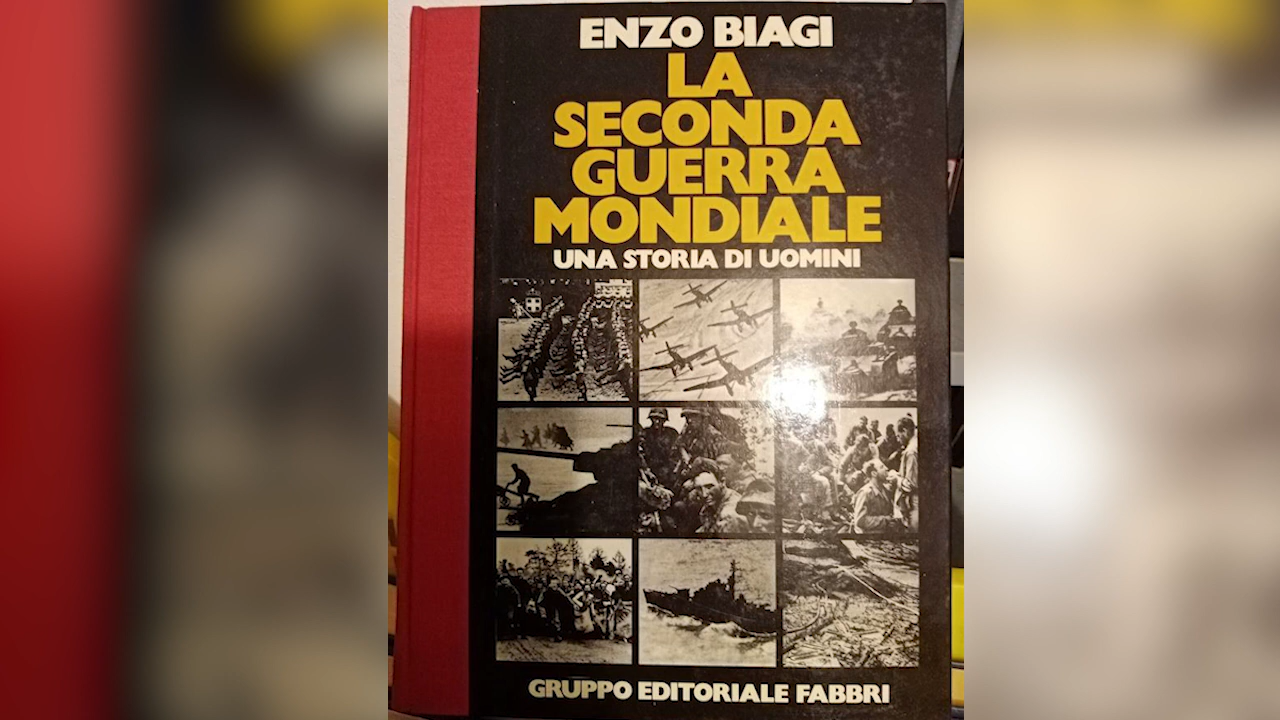 ENZO BIAGI
LA
SECONDA
GUERRA
MONDIALE
UNA STORIA DI UOMINI
GRUPPO EDITORIALE FABBRI